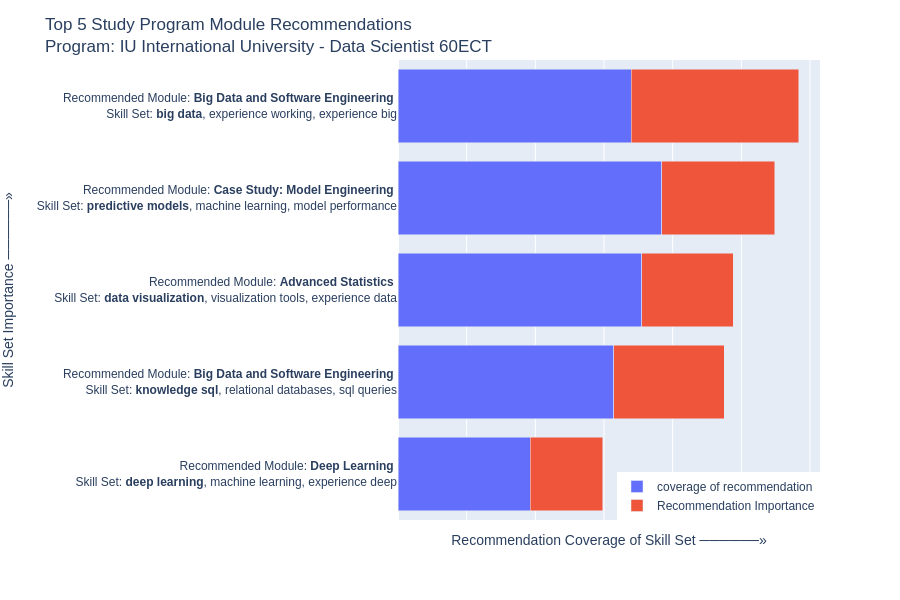 Top 5 Study Program Module Recommendations
Program: IU International University - Data Scientist 60ECT
Recommended Module: Big Data and Software Engineering
Skill Set: big data, experience working, experience big
Recommended Module: Case Study: Model Engineering
Skill Set: predictive models, machine learning, model performance
Recommended Module: Advanced Statistics
Skill Set: data visualization, visualization tools, experience data
Recommended Module: Big Data and Software Engineering
Skill Set: knowledge sql, relational databases, sql queries
Recommended Module: Deep Learning
Skill Set: deep learning, machine learning, experience deep
Skill Set Importance ————»
coverage of recommendation
Recommendation Importance
Recommendation Coverage of Skill Set ————»